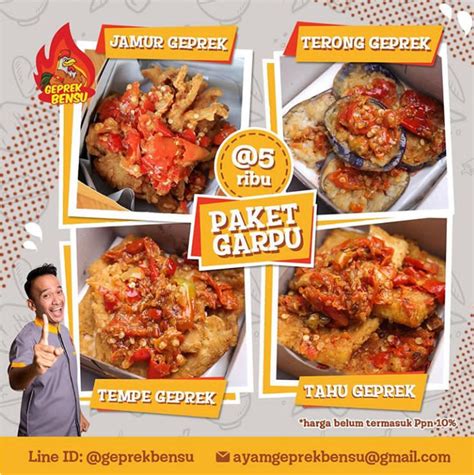 GEPREK
BENSU
JAMUR GEPREK
TERONG GEPREK
@5
ribu
PAKET
GARPU
TEMPE GEPREK
TAHU GEPREK
*harga belum termasuk Ppn 10%
Line ID: @geprekbensu
ayamgeprekbensu@gmail.com